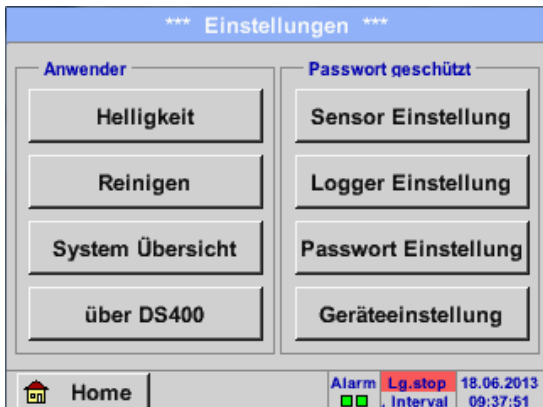 *** Einstellungen ***
Anwender
Helligkeit
Reinigen
System Übersicht
über DS400
Passwort geschützt
Sensor Einstellung
Logger Einstellung
Passwort Einstellung
Geräteeinstellung
Home
Alarm
Lg.stop
. Interval
18.06.2013
09:37:51